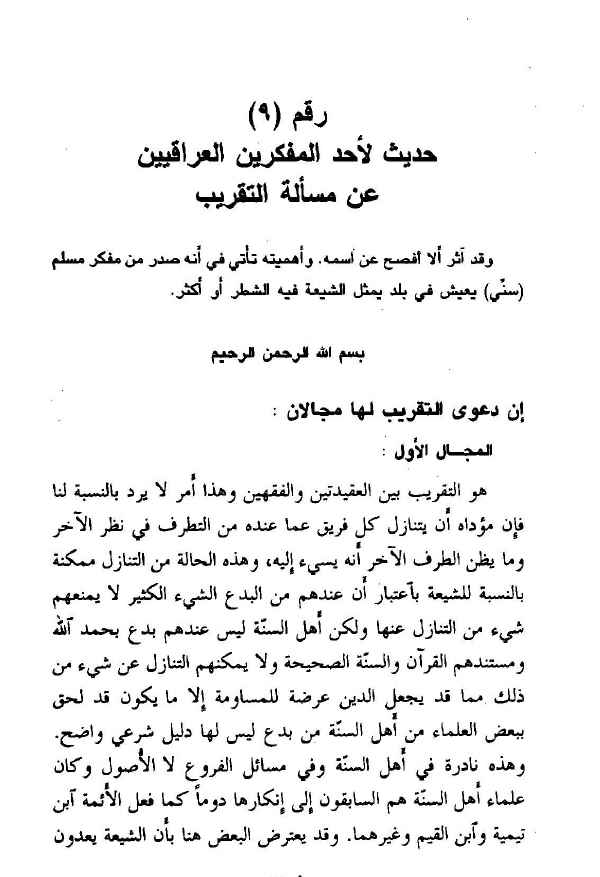 رقم (٩)
حديث لأحد المفكرين العراقيين
عن مسألة التقريب
وقد آثر ألا أفصح عن اسمه. وأهميته تأتي في أنه صدر من مفكر مسلم
(سنّي) يعيش في بلد يمثل الشيعة فيه الشطر أو أكثر.
بسم الله الرحمن الرحيم
إن دعوى التقريب لها مجالان :
المجـال الأول :
هو التقريب بين العقيدتين والفقهين وهذا أمر لا يرد بالنسبة لنا
فإن مؤداه أن يتنازل كل فريق عما عنده من التطرف في نظر الآخر
وما يظن الطرف الآخر أنه يسيء إليه، وهذه الحالة من التنازل ممكنة
بالنسبة للشيعة بآعتبار أن عندهم من البدع الشيء الكثير لا يمنعهم
شيء من التنازل عنها ولكن أهل السنّة ليس عندهم بدع بحمد آلله
ومستندهم القرآن والسنّة الصحيحة ولا يمكنهم التنازل عن شيء من
ذلك مما قد يجعل الدين عرضة للمساومة إلا ما يكون قد لحق
ببعض العلماء من أهل السنّة من بدع ليس لها دليل شرعي واضح.
وهذه نادرة في أهل السنّة وفي مسائل الفروع لا الأصول وكان
علماء أهل السنّة هم السابقون إلى إنكارها دوماً كما فعل الأئمة آبن
تيمية وآبن القيم وغيرهما. وقد يعترض البعض هنا بأن الشيعة يعدون